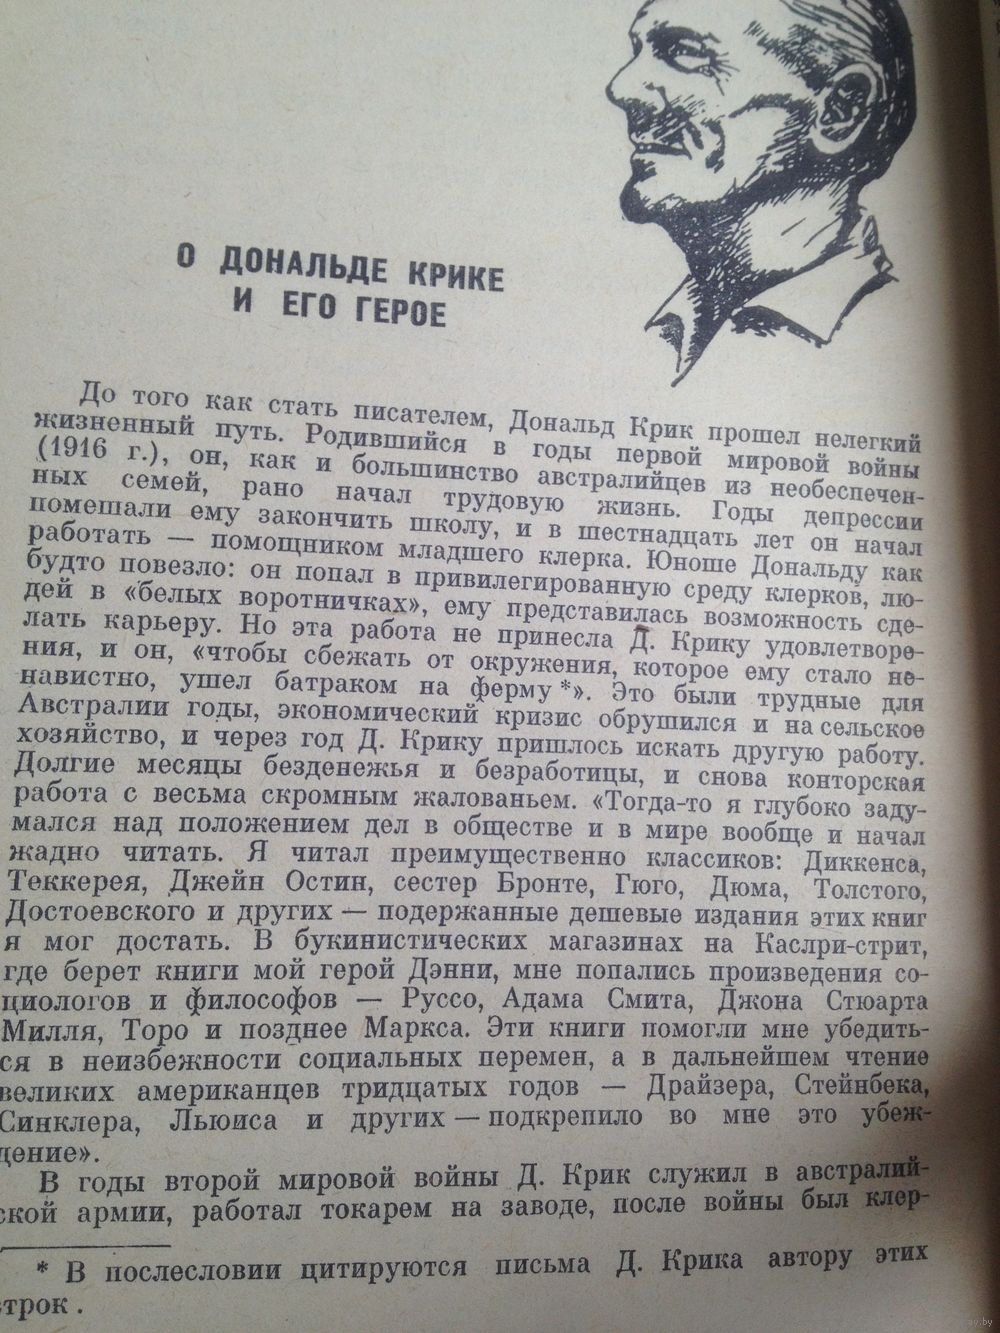 О ДОНАЛЬДЕ КРИКЕ
И ЕГО ГЕРОЕ
До того как стать писателем, Дональд Крик прошел нелегкий
жизненный путь. Родившийся в годы первой мировой войны
(1916 г.), он, как и большинство австралийцев из необеспечен-
ных семей, рано начал трудовую жизнь. Годы депрессии
помешали ему закончить школу, и в шестнадцать лет он начал
работать — помощником младшего клерка. Юноше Дональду как
будто повезло: он попал в привилегированную среду клерков, лю-
дей в «белых воротничках», ему представилась возможность сде-
лать карьеру. Но эта работа не принесла Д. Крику удовлетворе-
ния, и он, «чтобы сбежать от окружения, которое ему стало не-
навистно, ушел батраком на ферму*». Это были трудные для
Австралии годы, экономический кризис обрушился и на сельское
хозяйство, и через год Д. Крику пришлось искать другую работу.
Долгие месяцы безденежья и безработицы, и снова конторская
работа с весьма скромным жалованьем. «Тогда-то я глубоко заду-
мался над положением дел в обществе и в мире вообще и начал
жадно читать. Я читал преимущественно классиков: Диккенса,
Теккерея, Джейн Остин, сестер Бронте, Гюго, Дюма, Толстого,
Достоевского и других — подержанные дешевые издания этих книг
я мог достать. В букинистических магазинах на Каслри-стрит,
где берет книги мой герой Дэнни, мне попались произведения со-
циологов и философов — Руссо, Адама Смита, Джона Стюарта
Милля, Торо и позднее Маркса. Эти книги помогли мне убедить-
ся в неизбежности социальных перемен, а в дальнейшем чтение
великих американцев тридцатых годов — Драйзера, Стейнбека,
Синклера, Льюиса и других — подкрепило во мне это убеж-
дение».
В годы второй мировой войны Д. Крик служил в австралий-
ской армии, работал токарем на заводе, после войны был клер-
* В послесловии цитируются письма Д. Крика автору этих
строк.
ay.by